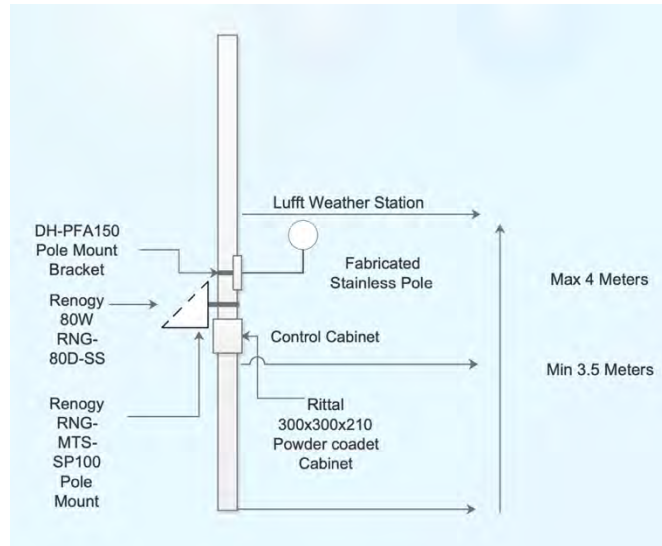 Lufft Weather Station
DH-PFA150
Pole Mount
Bracket
Fabricated
Stainless Pole
Max 4 Meters
Renogy
80W
RNG-
80D-SS
Control Cabinet
Min 3.5 Meters
Renogy
RNG-
MTS-
SP100
Pole
Mount
Rittal
300x300x210
Powder coadet
Cabinet